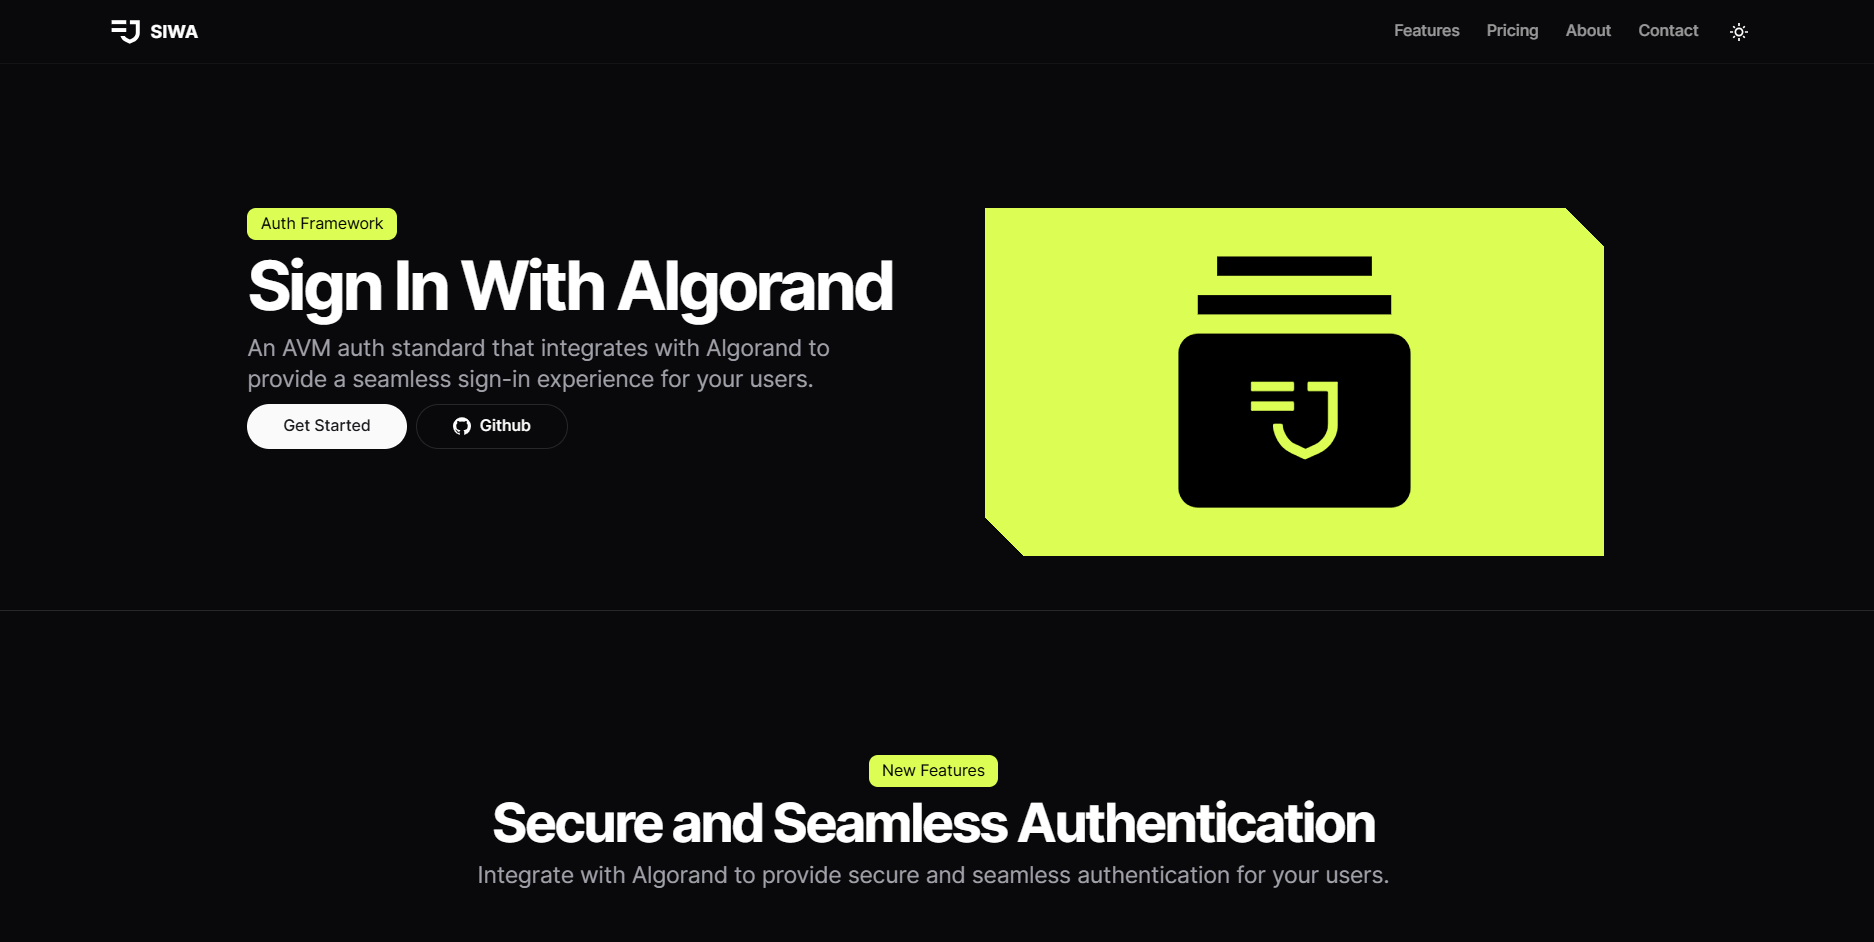 SIWA
Features
Pricing
About
Contact
Auth Framework
Sign In With Algorand
An AVM auth standard that integrates with Algorand to
provide a seamless sign-in experience for your users.
Get Started
Github
New Features
Secure and Seamless Authentication
Integrate with Algorand to provide secure and seamless authentication for your users.